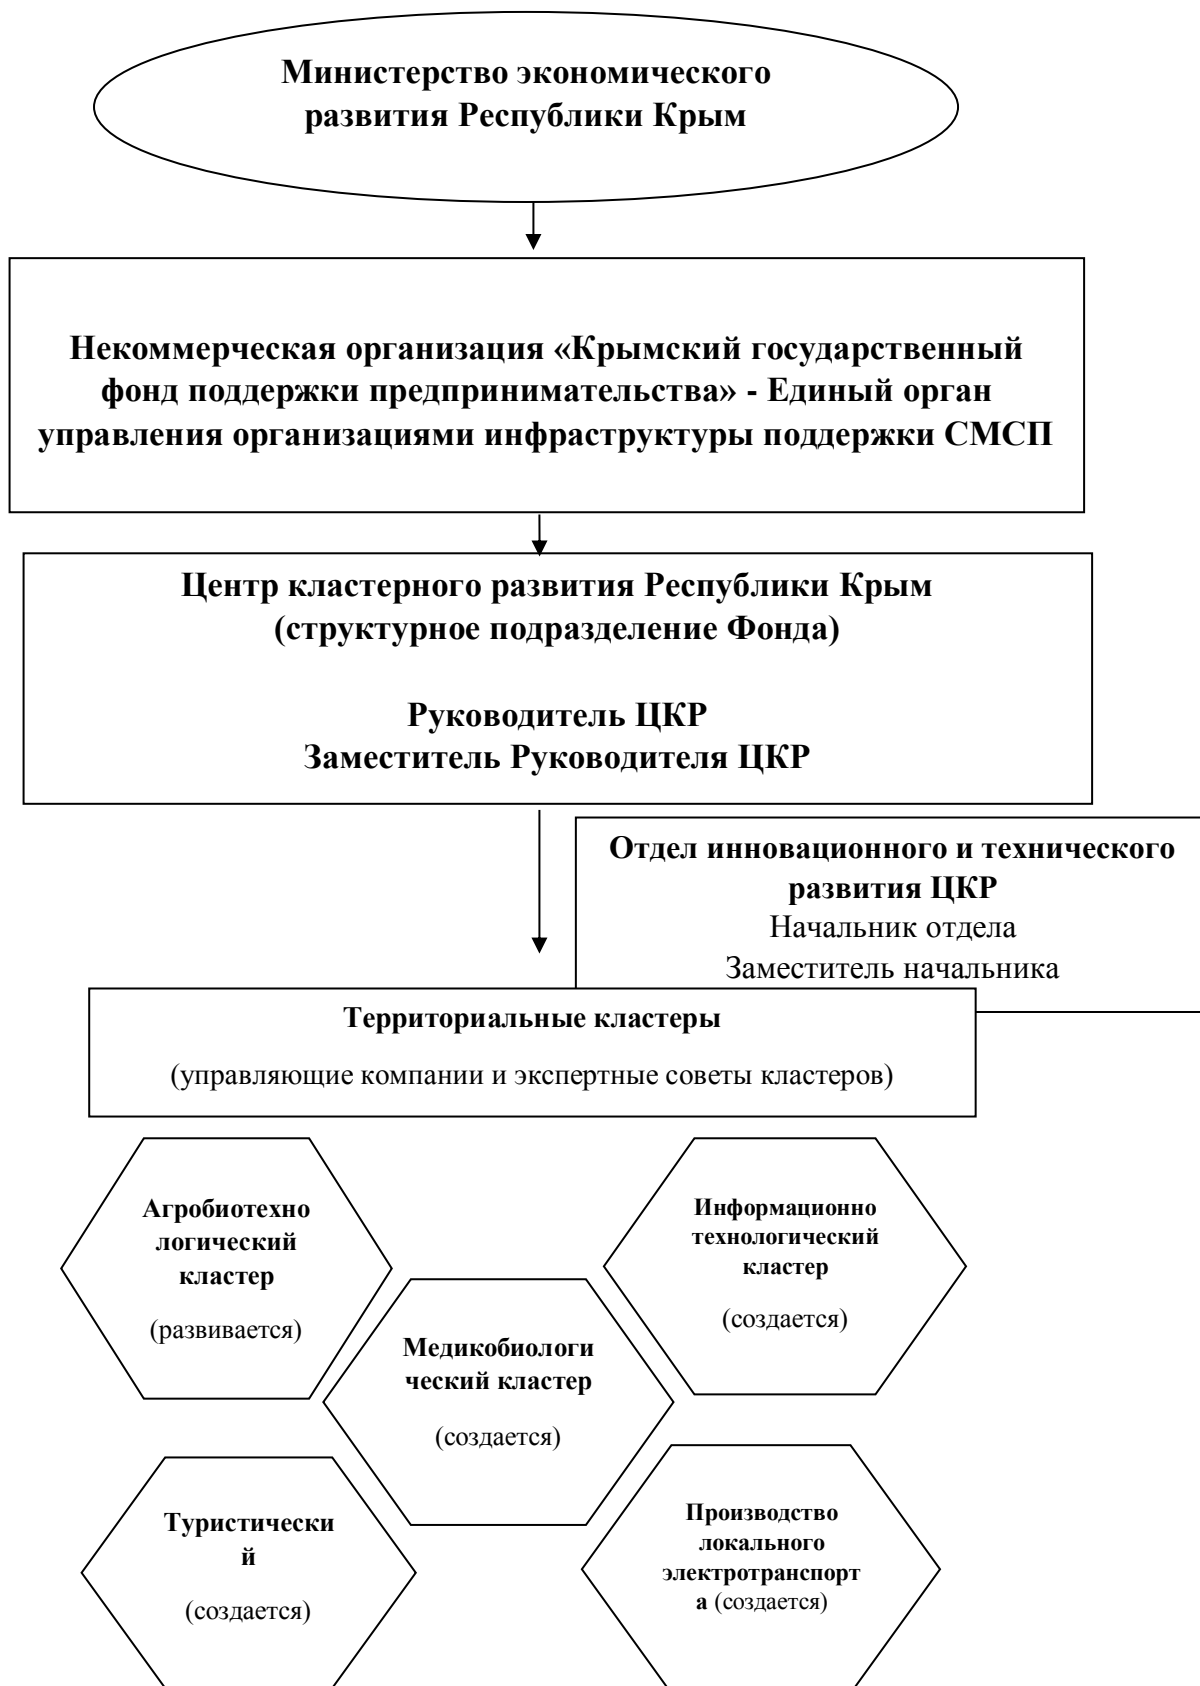 Министерство экономического
развития Республики Крым
Некоммерческая организация «Крымский государственный
фонд поддержки предпринимательства» - Единый орган
управления организациями инфраструктуры поддержки СМСП
Центр кластерного развития Республики Крым
(структурное подразделение Фонда)
Руководитель ЦКР
Заместитель Руководителя ЦКР
Отдел инновационного и технического
развития ЦКР
Начальник отдела
Заместитель начальника
Территориальные кластеры
(управляющие компании и экспертные советы кластеров)
Агробиотехно
логический
кластер
(развивается)
Информационно
технологический
кластер
(создается)
Медикобиологи
ческий кластер
(создается)
Туристически
й
(создается)
Производство
локального
электротранспорт
а (создается)